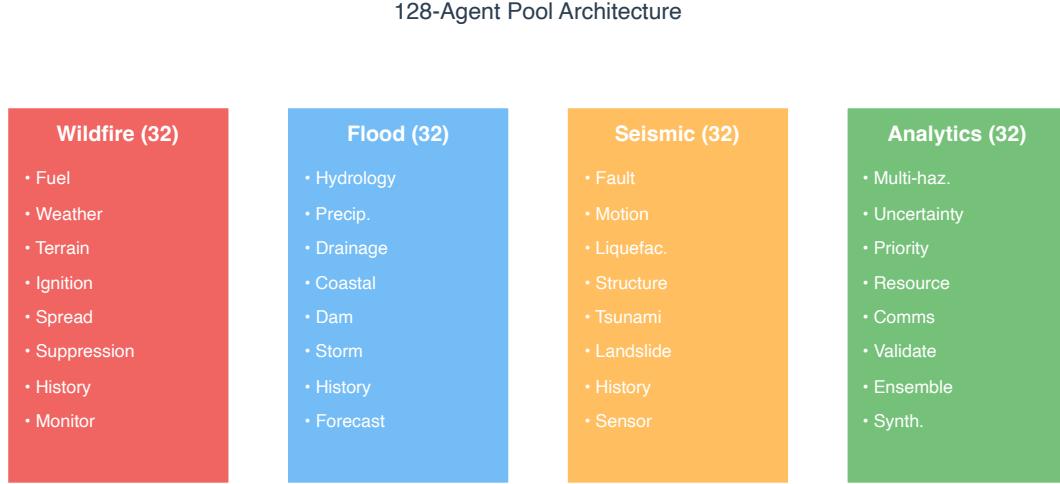 128-Agent Pool Architecture
Wildfire (32)
• Fuel
• Weather
• Terrain
• Ignition
• Spread
• Suppression
• History
• Monitor
Flood (32)
• Hydrology
• Precip.
• Drainage
• Coastal
• Dam
• Storm
• History
• Forecast
Seismic (32)
• Fault
• Motion
• Liquefac.
• Structure
• Tsunami
• Landslide
• History
• Sensor
Analytics (32)
• Multi-haz.
• Uncertainty
• Priority
• Resource
• Comms
• Validate
• Ensemble
• Synth.